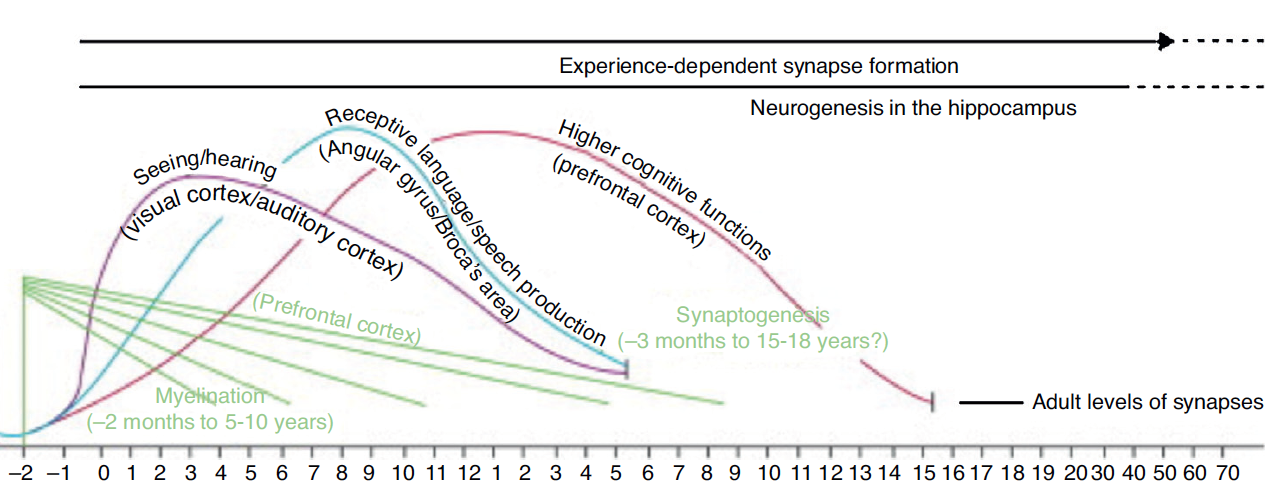 Experience-dependent synapse formation
Neurogenesis in the hippocampus
Seeing/hearing
(visual cortex/auditory cortex)
Receptive language/speech production
(Angular gyrus/Broca's area)
Higher cognitive functions
(prefrontal cortex)
(Prefrontal cortex)
Synaptogenesis
(–3 months to 15-18 years?)
Myelination
(–2 months to 5-10 years)
Adult levels of synapses
–2 –1 0 1 2 3 4 5 6 7 8 9 10 11 12 1 2 3 4 5 6 7 8 9 10 11 12 13 14 15 16 17 18 19 20 30 40 50 60 70